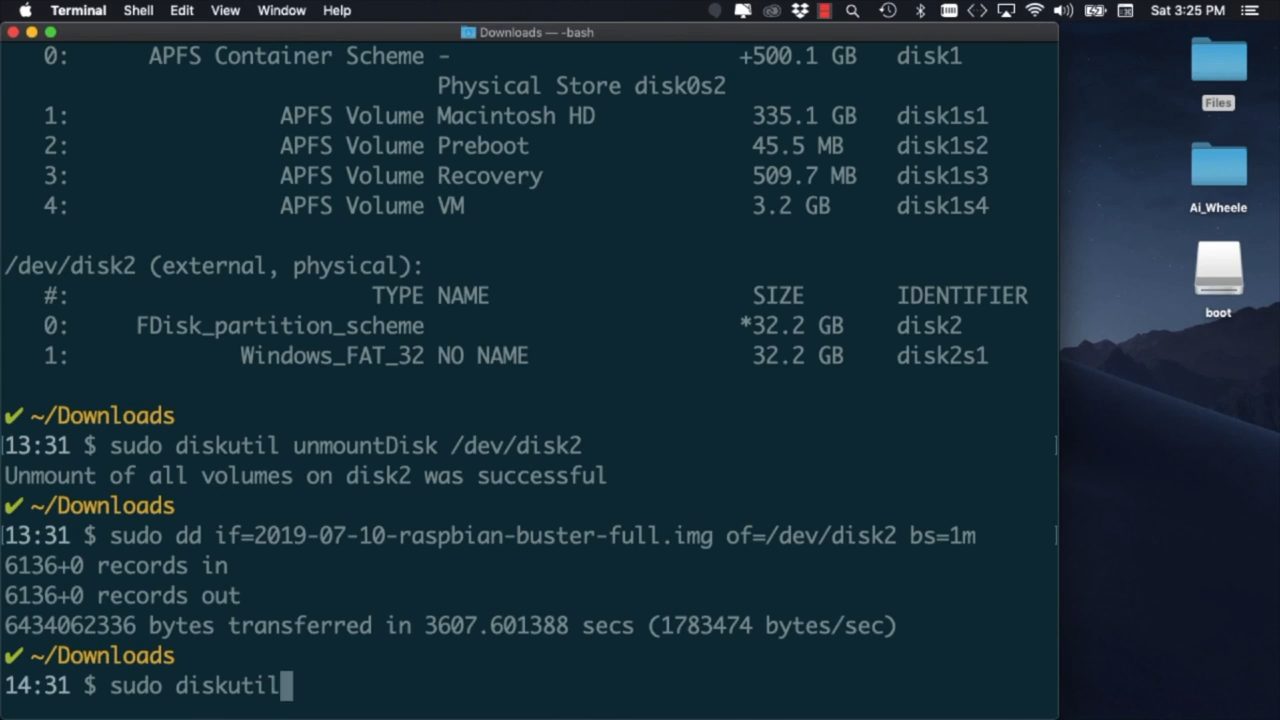 Terminal Shell Edit View Window Help Sat 3:25 PM
Downloads — -bash
0: APFS Container Scheme - +500.1 GB disk1
Physical Store disk0s2
1: APFS Volume Macintosh HD 335.1 GB disk1s1
2: APFS Volume Preboot 45.5 MB disk1s2
3: APFS Volume Recovery 509.7 MB disk1s3
4: APFS Volume VM 3.2 GB disk1s4
/dev/disk2 (external, physical):
#: TYPE NAME SIZE IDENTIFIER
0: FDisk_partition_scheme *32.2 GB disk2
1: Windows_FAT_32 NO NAME 32.2 GB disk2s1
✔ ~/Downloads
[13:31 $ sudo diskutil unmountDisk /dev/disk2 ]
Unmount of all volumes on disk2 was successful
✔ ~/Downloads
[13:31 $ sudo dd if=2019-07-10-raspbian-buster-full.img of=/dev/disk2 bs=1m ]
6136+0 records in
6136+0 records out
6434062336 bytes transferred in 3607.601388 secs (1783474 bytes/sec)
✔ ~/Downloads
14:31 $ sudo diskutil
Files
Ai_Wheele
boot